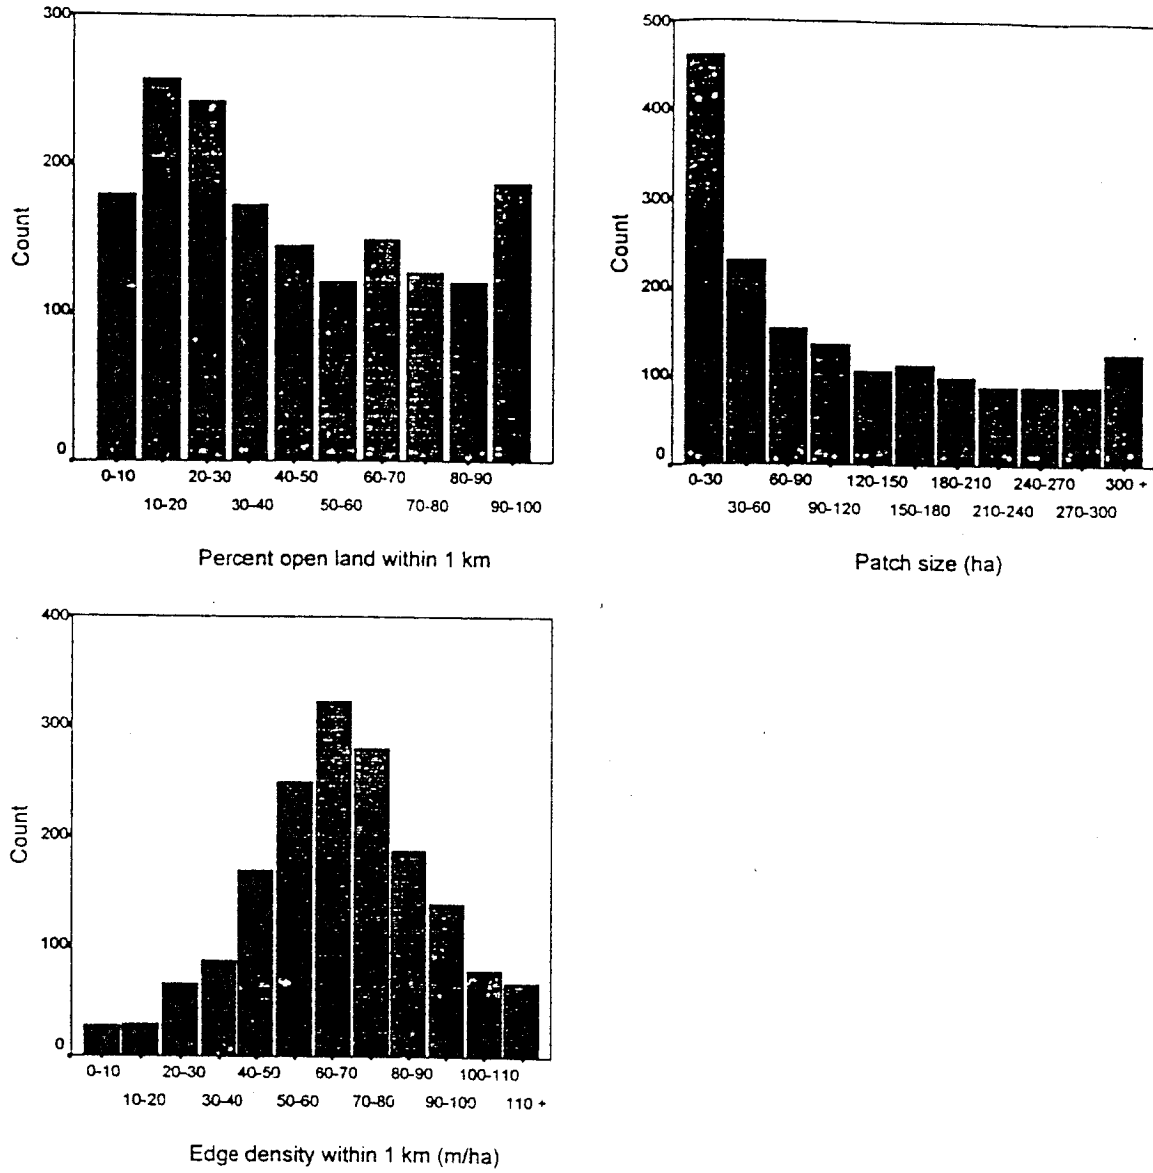 300
200
100
0
Count
0-10 20-30 40-50 60-70 80-90
10-20 30-40 50-60 70-80 90-100
Percent open land within 1 km
500
400
300
200
100
0
Count
0-30 60-90 120-150 180-210 240-270 300 +
30-60 90-120 150-180 210-240 270-300
Patch size (ha)
400
300
200
100
0
Count
0-10 20-30 40-50 60-70 80-90 100-110
10-20 30-40 50-60 70-80 90-100 110 +
Edge density within 1 km (m/ha)